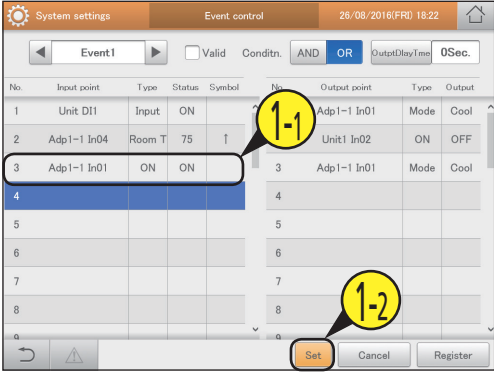 System settings Event control 26/08/2016(FRI) 18:22
Event1 Valid Conditn. AND OR OutptDlayTme 0Sec.
No. Input point Type Status Symbol No. Output point Type Output
1 Unit DI1 Input ON Adp1-1 In01 Mode Cool
1-1
2 Adp1-1 In04 Room T 75 ↑ Unit1 In02 ON OFF
3 Adp1-1 In01 ON ON 3 Adp1-1 In01 Mode Cool
4 4
5 5
6 6
7 7
8 8
1-2
9 9
Set Cancel Register